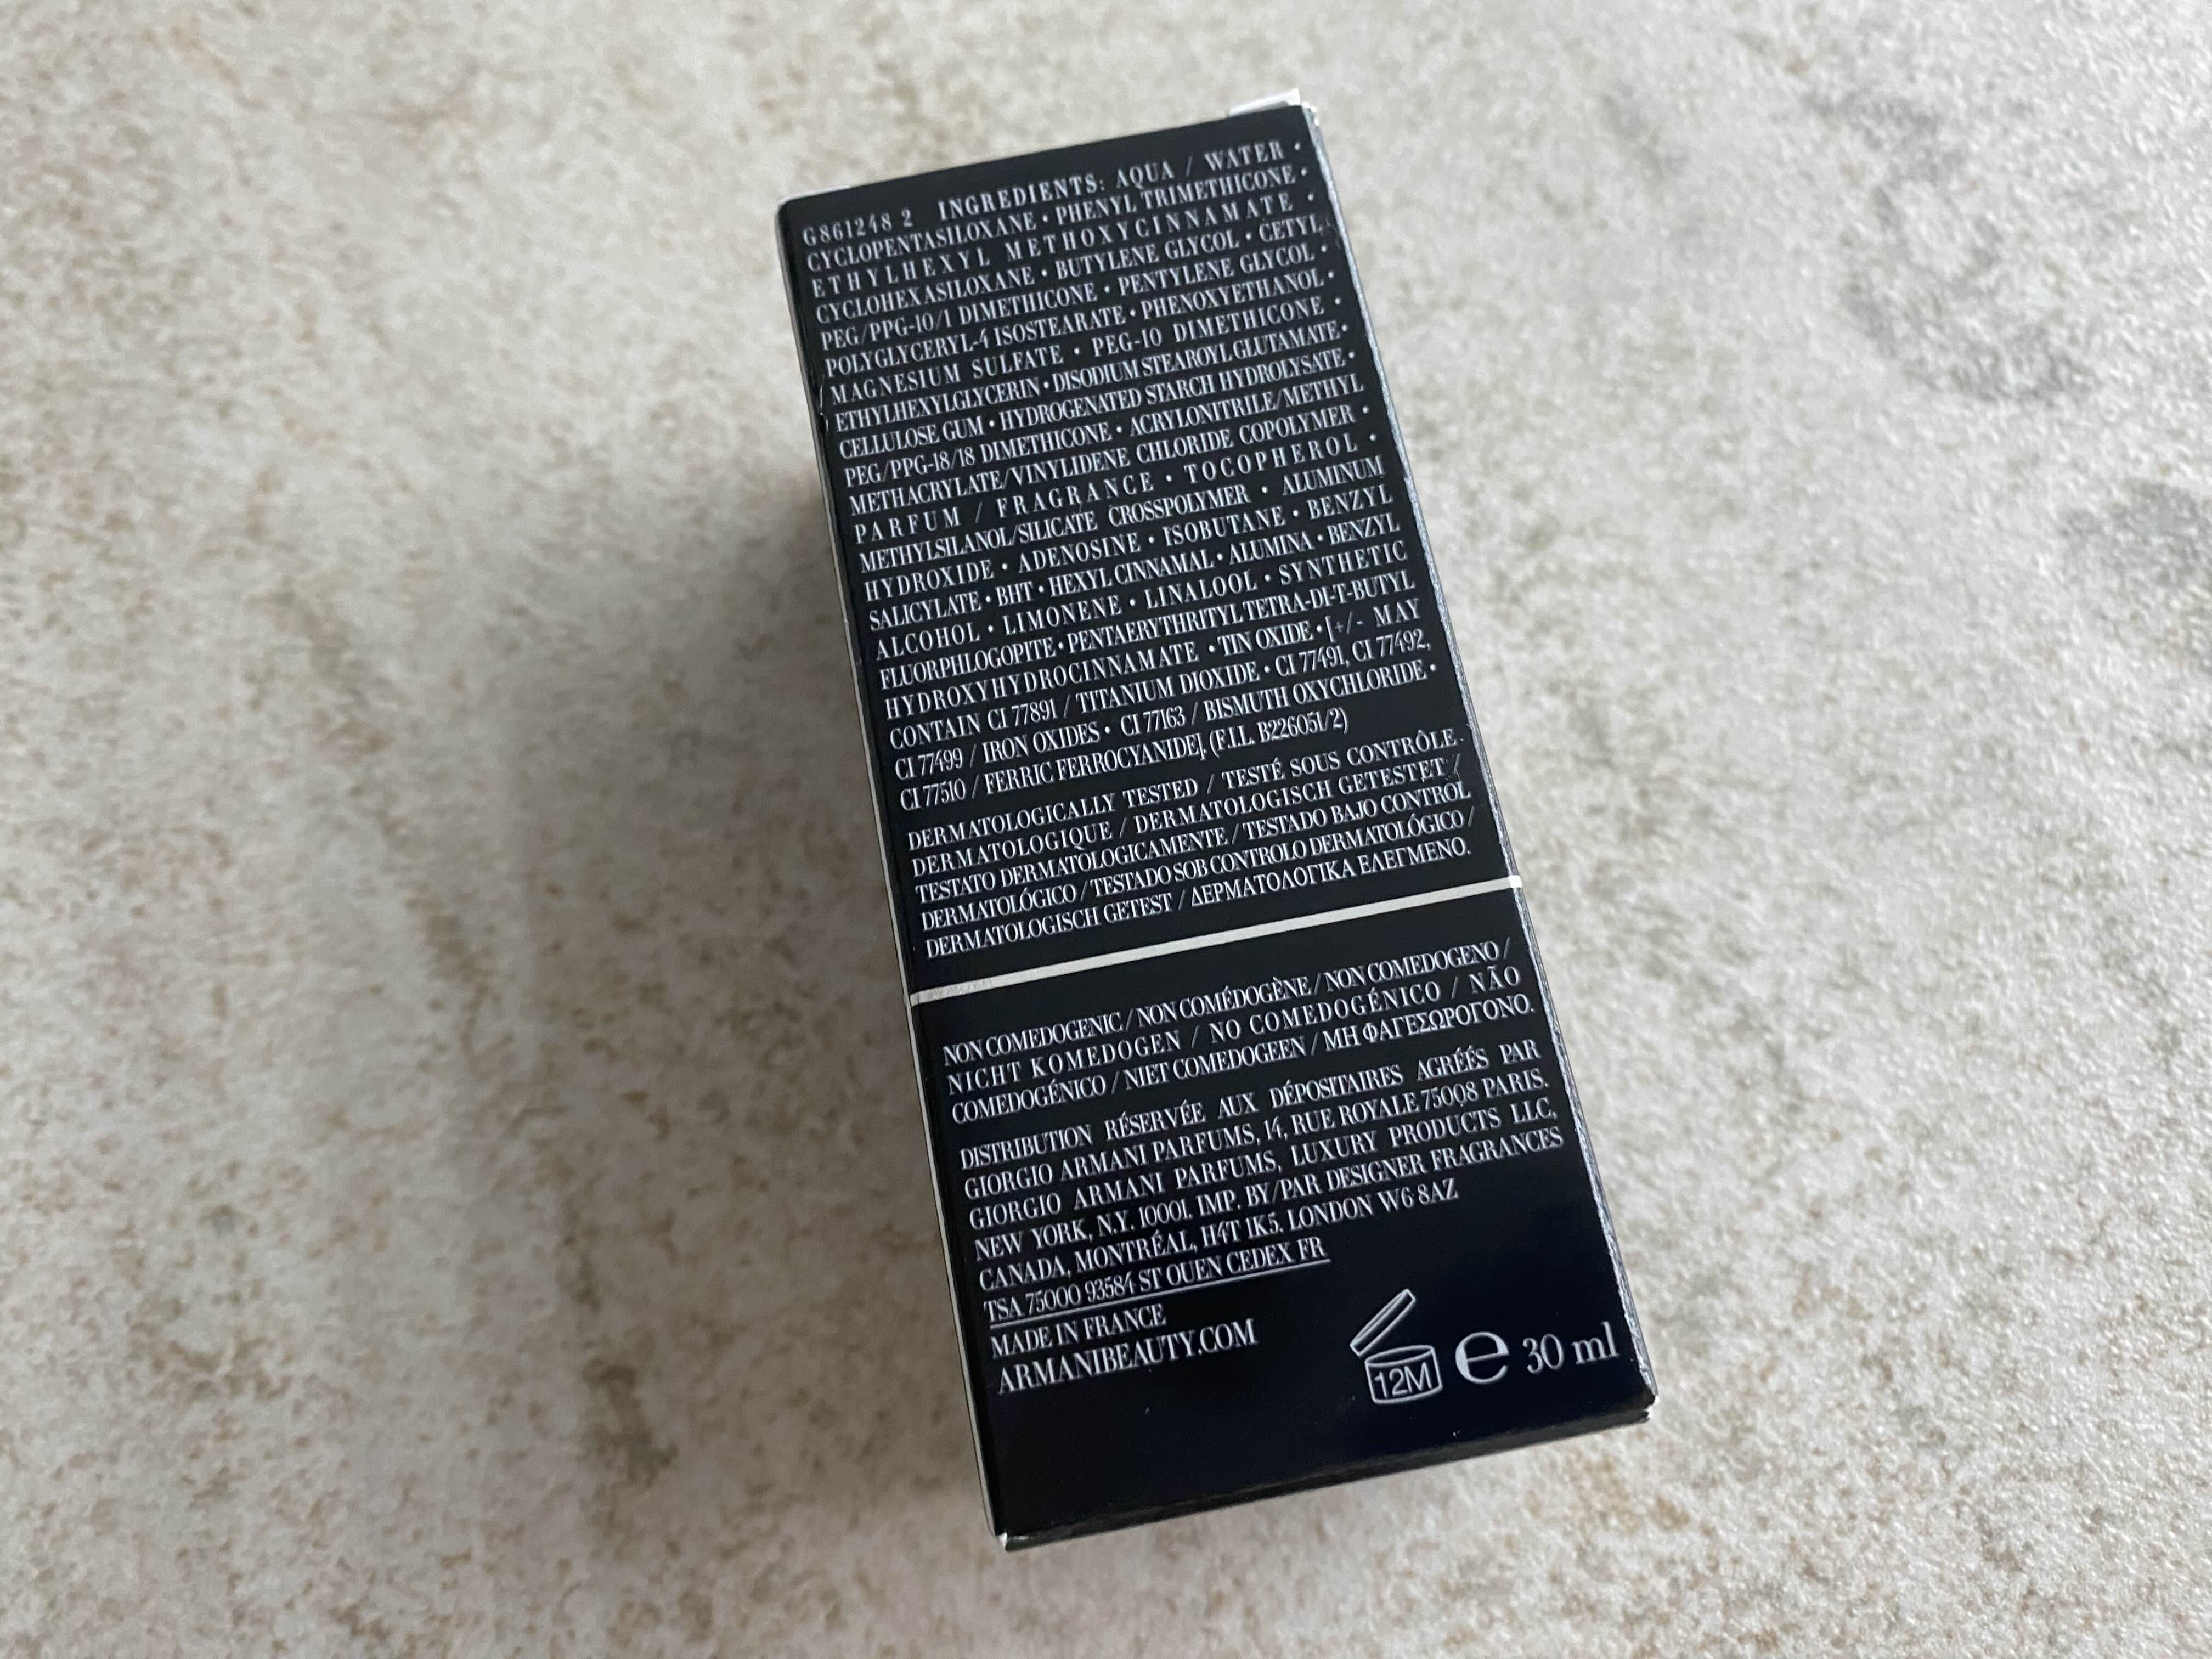 G861248 2 INGREDIENTS: AQUA / WATER •
CYCLOPENTASILOXANE • PHENYL TRIMETHICONE •
ETHYLHEXYL METHOXYCINNAMATE •
CYCLOHEXASILOXANE • BUTYLENE GLYCOL • CETYL
PEG/PPG-10/1 DIMETHICONE • PENTYLENE GLYCOL •
POLYGLYCERYL-4 ISOSTEARATE • PHENOXYETHANOL •
MAGNESIUM SULFATE • PEG-10 DIMETHICONE •
ETHYLHEXYLGLYCERIN • DISODIUM STEAROYL GLUTAMATE •
CELLULOSE GUM • HYDROGENATED STARCH HYDROLYSATE •
PEG/PPG-18/18 DIMETHICONE • ACRYLONITRILE/METHYL
METHACRYLATE/VINYLIDENE CHLORIDE COPOLYMER •
PARFUM / FRAGRANCE • TOCOPHEROL •
METHYLSILANOL/SILICATE CROSSPOLYMER • ALUMINUM
HYDROXIDE • ADENOSINE • ISOBUTANE • BENZYL
SALICYLATE • BHT • HEXYL CINNAMAL • ALUMINA • BENZYL
ALCOHOL • LIMONENE • LINALOOL • SYNTHETIC
FLUORPHLOGOPITE • PENTAERYTHRITYL TETRA-DI-T-BUTYL
HYDROXYHYDROCINNAMATE • TIN OXIDE • [+/- MAY
CONTAIN CI 77891 / TITANIUM DIOXIDE • CI 77491, CI 77492,
CI 77499 / IRON OXIDES • CI 77163 / BISMUTH OXYCHLORIDE •
CI 77510 / FERRIC FERROCYANIDE]. (F.I.L. B226051/2)
DERMATOLOGICALLY TESTED / TESTÉ SOUS CONTRÔLE
DERMATOLOGIQUE / DERMATOLOGISCH GETESTET /
TESTATO DERMATOLOGICAMENTE / TESTADO BAJO CONTROL
DERMATOLÓGICO / TESTADO SOB CONTROLO DERMATOLÓGICO /
DERMATOLOGISCH GETEST / ΔΕΡΜΑΤΟΛΟΓΙΚΑ ΕΛΕΓΜΕΝΟ.
NON COMEDOGENIC / NON COMÉDOGÈNE / NON COMEDOGENO /
NICHT KOMEDOGEN / NO COMEDOGÉNICO / NÃO
COMEDOGÉNICO / NIET COMEDOGEEN / ΜΗ ΦΑΓΕΣΩΡΟΓΟΝΟ.
DISTRIBUTION RÉSERVÉE AUX DÉPOSITAIRES AGRÉÉS PAR
GIORGIO ARMANI PARFUMS, 14, RUE ROYALE 75008 PARIS.
GIORGIO ARMANI PARFUMS, LUXURY PRODUCTS LLC,
NEW YORK, N.Y. 10001. IMP. BY/PAR DESIGNER FRAGRANCES
CANADA, MONTRÉAL, H4T 1K5. LONDON W6 8AZ
TSA 75000 93584 ST OUEN CEDEX FR
MADE IN FRANCE
ARMANIBEAUTY.COM
12M e 30 ml